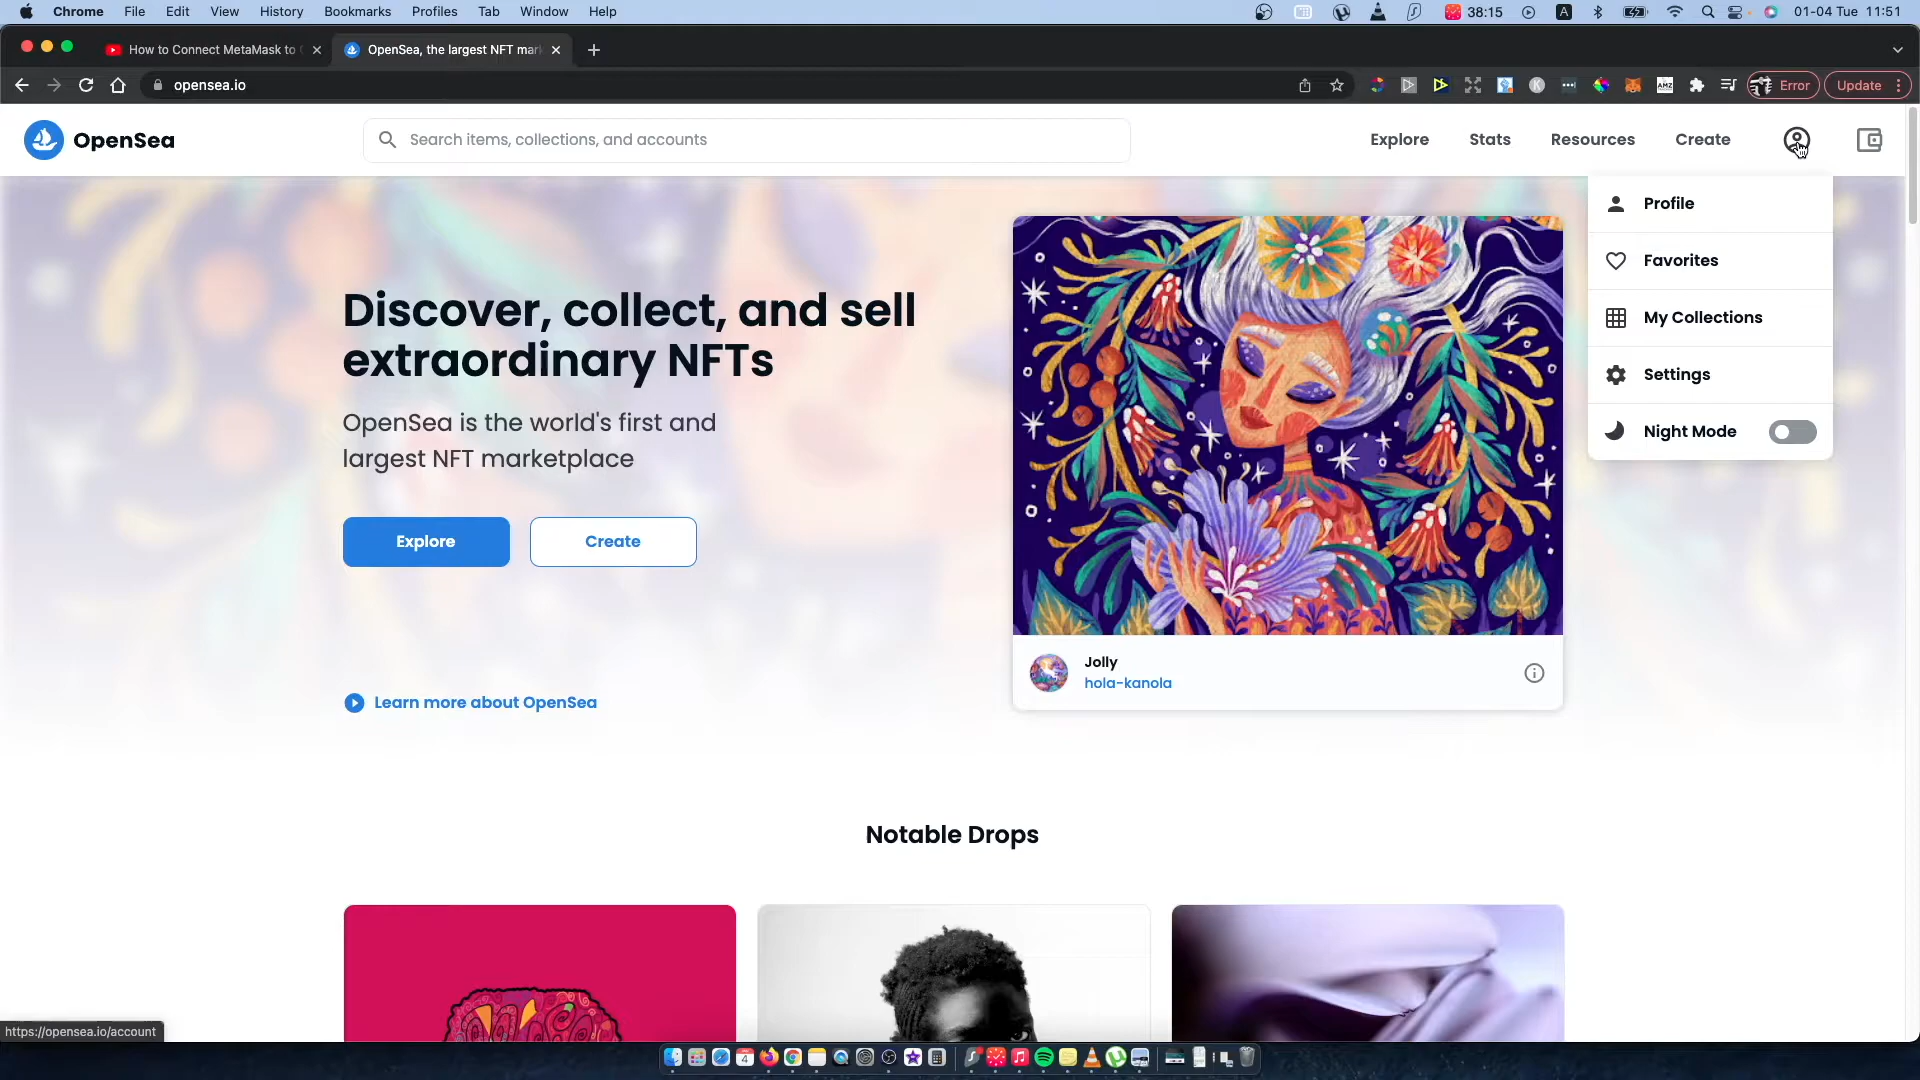 Chrome File Edit View History Bookmarks Profiles Tab Window Help
38:15 A 01-04 Tue 11:51
How to Connect MetaMask to
OpenSea, the largest NFT mar
opensea.io
K
AMZ
Error
Update
OpenSea
Search items, collections, and accounts
Explore Stats Resources Create
Profile
Favorites
My Collections
Settings
Night Mode
Discover, collect, and sell
extraordinary NFTs
OpenSea is the world's first and
largest NFT marketplace
Explore Create
Jolly
hola-kanola
Learn more about OpenSea
Notable Drops
https://opensea.io/account
4